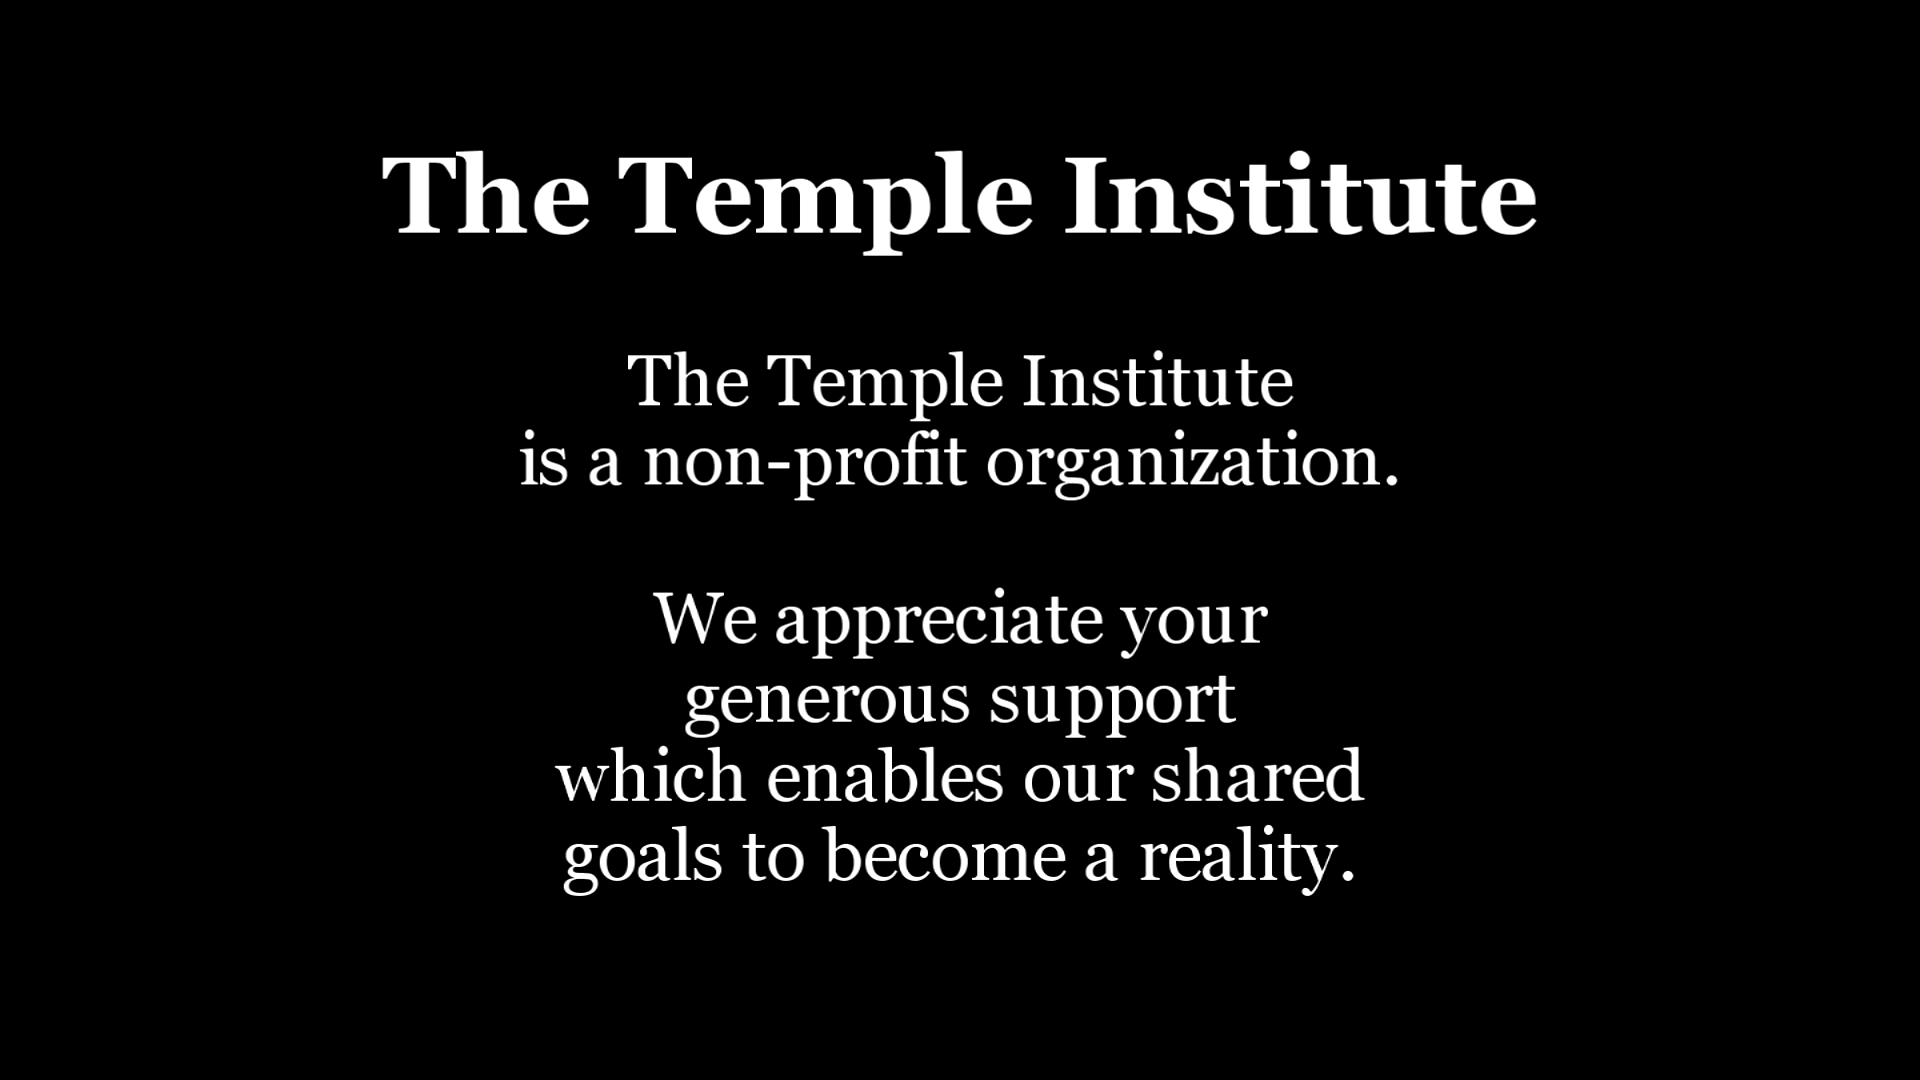 The Temple Institute
The Temple Institute
is a non-profit organization.
We appreciate your
generous support
which enables our shared
goals to become a reality.